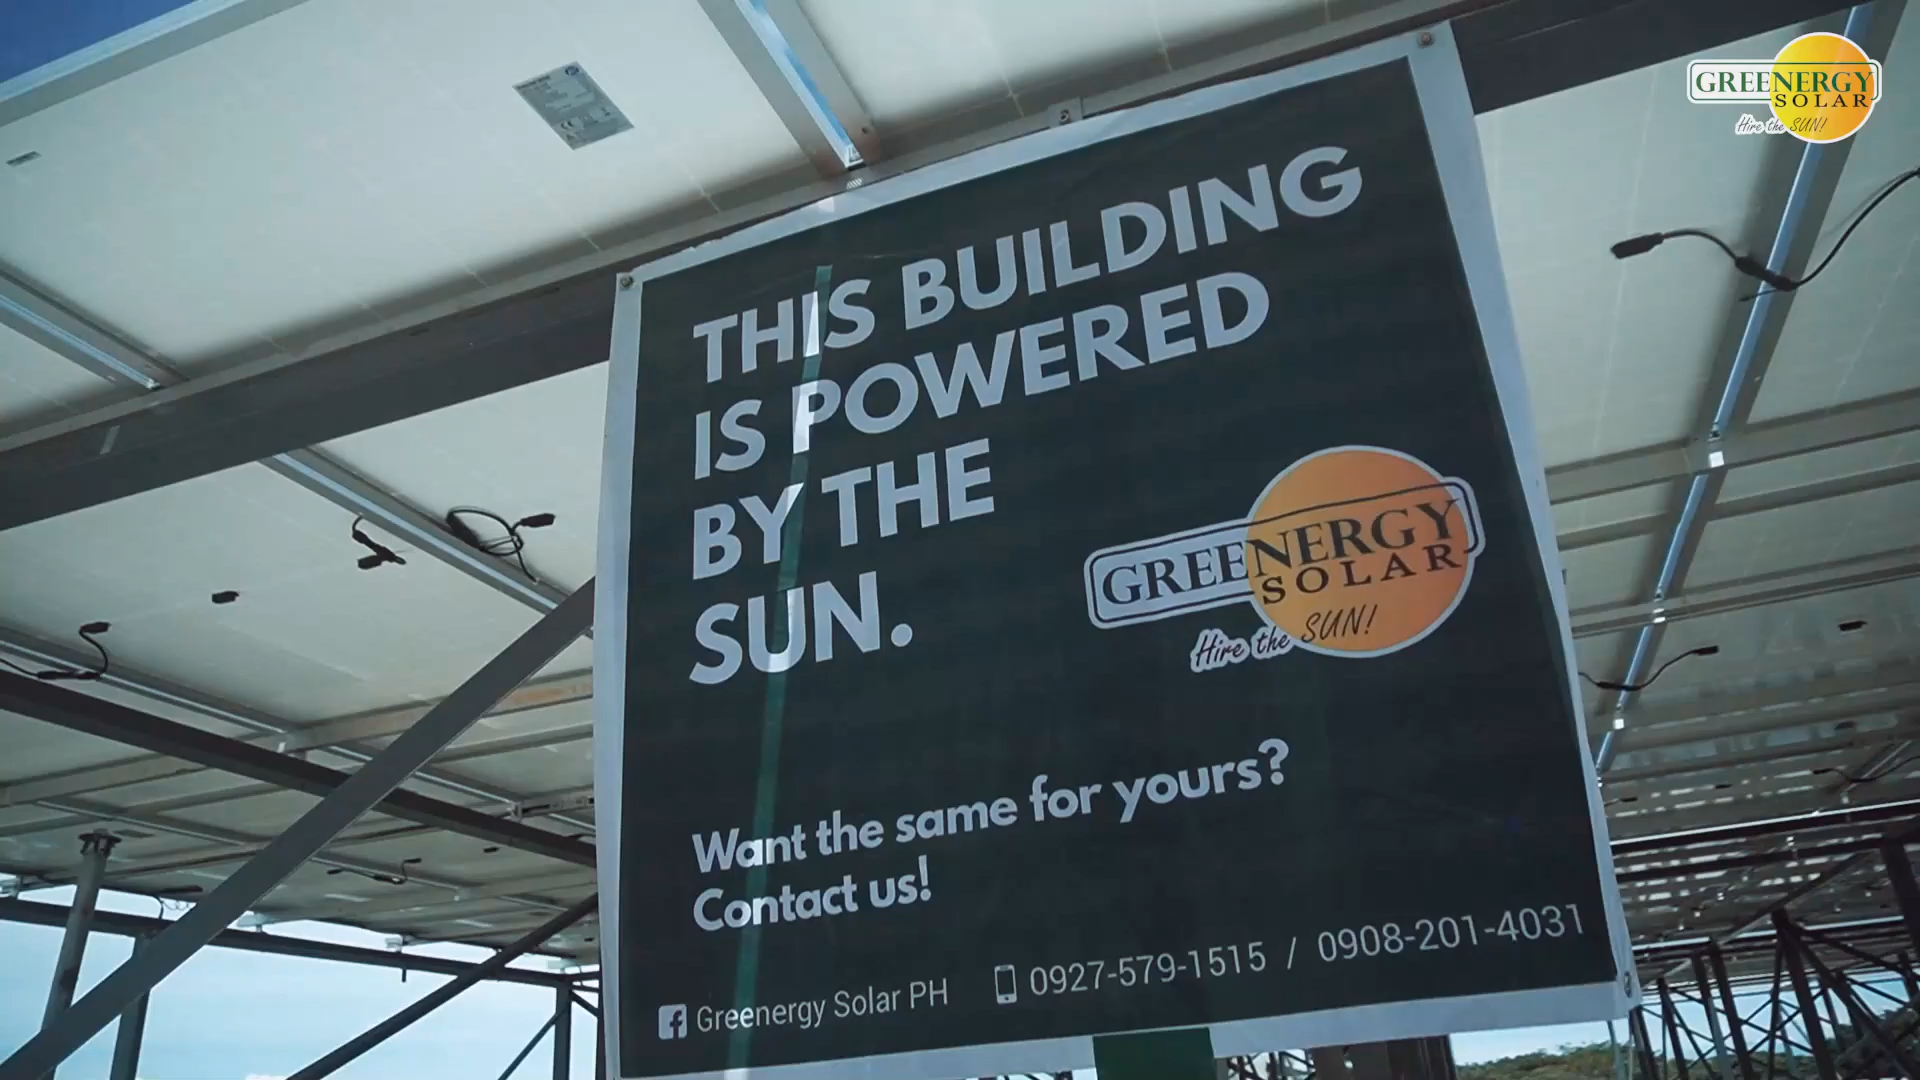 GREENERGY
SOLAR
Hire the SUN!
THIS BUILDING
IS POWERED
BY THE
SUN.
GREENERGY
SOLAR
Hire the SUN!
Want the same for yours?
Contact us!
Greenergy Solar PH 0927-579-1515 / 0908-201-4031